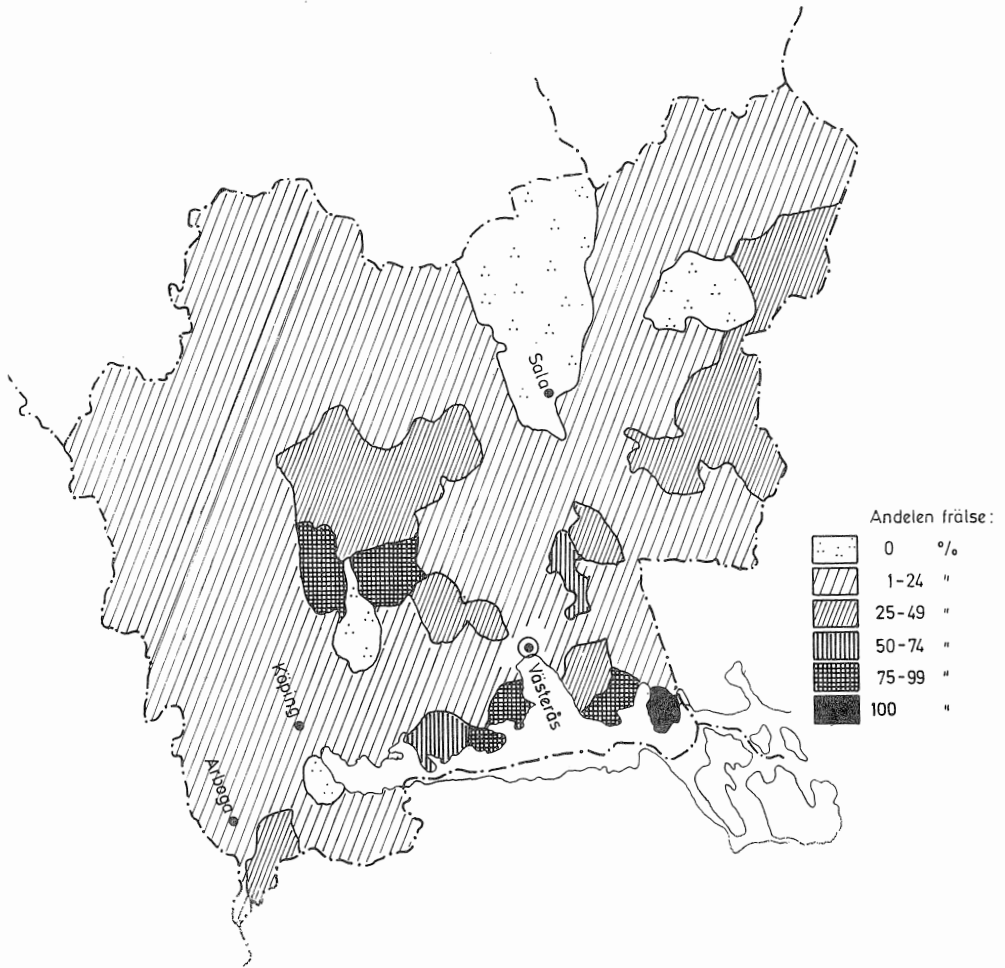 Sala
Västerås
Köping
Arboga
Andelen frälse:
0 %
1-24 "
25-49 "
50-74 "
75-99 "
100 "